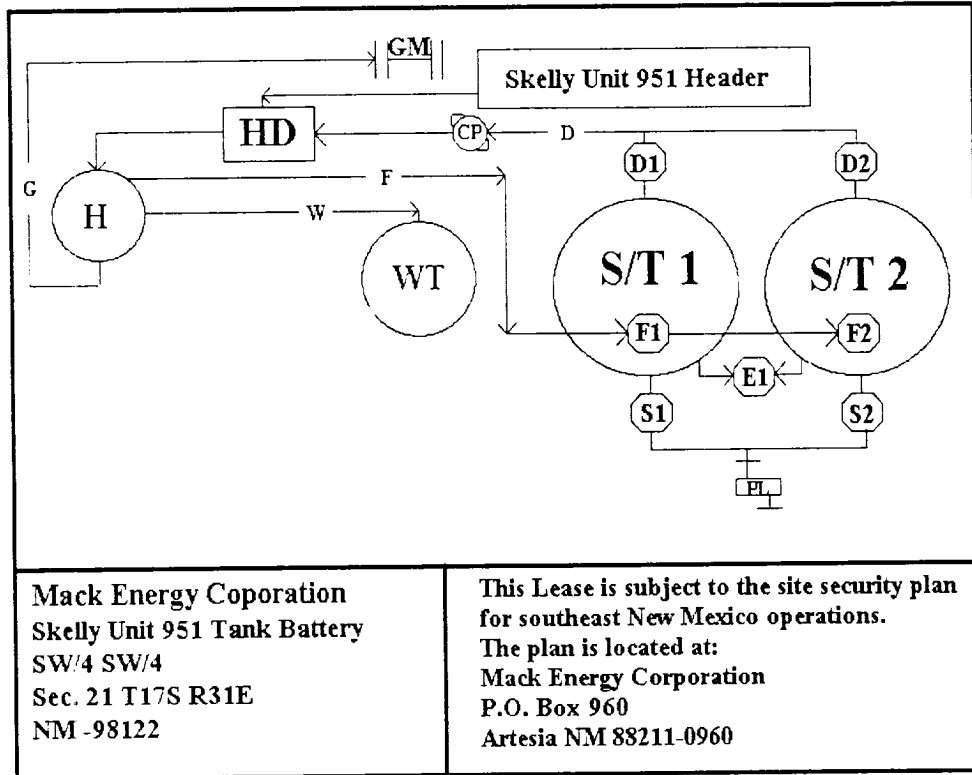 GM
Skelly Unit 951 Header
HD
CP
D
D1
D2
G
F
H
W
S/T 1
S/T 2
WT
F1
F2
E1
S1
S2
PL
Mack Energy Coporation
Skelly Unit 951 Tank Battery
SW/4 SW/4
Sec. 21 T17S R31E
NM -98122
This Lease is subject to the site security plan
for southeast New Mexico operations.
The plan is located at:
Mack Energy Corporation
P.O. Box 960
Artesia NM 88211-0960